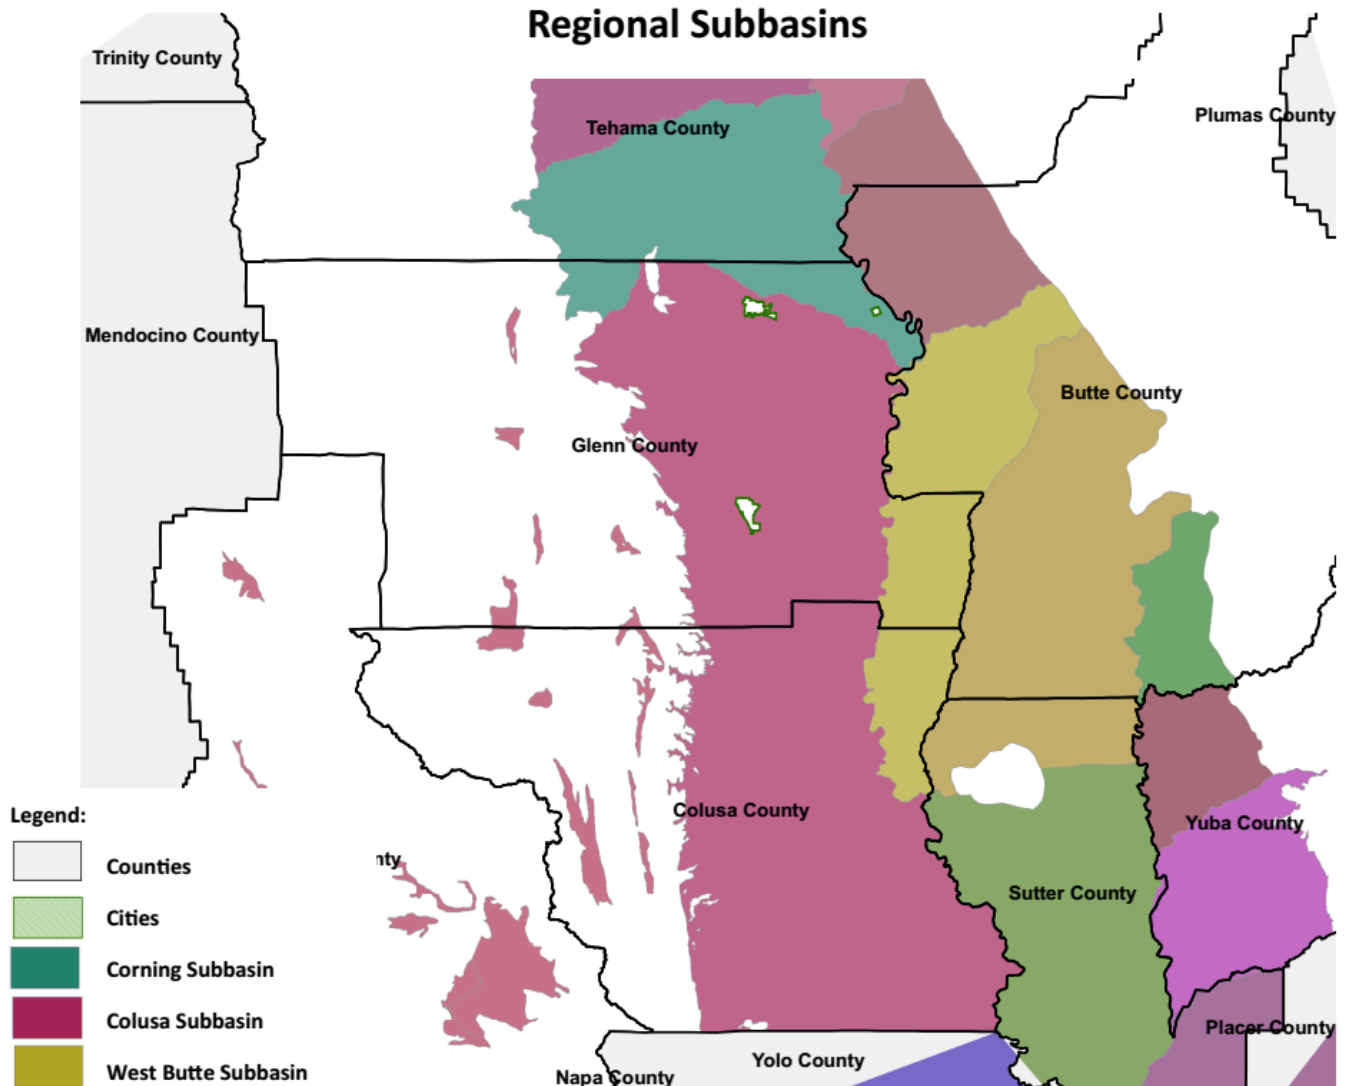 Regional Subbasins
Trinity County
Plumas County
Tehama County
Mendocino County
Butte County
Glenn County
Colusa County
Legend:
Yuba County
nty
Counties
Sutter County
Cities
Corning Subbasin
Colusa Subbasin
Placer County
Yolo County
West Butte Subbasin
Napa County